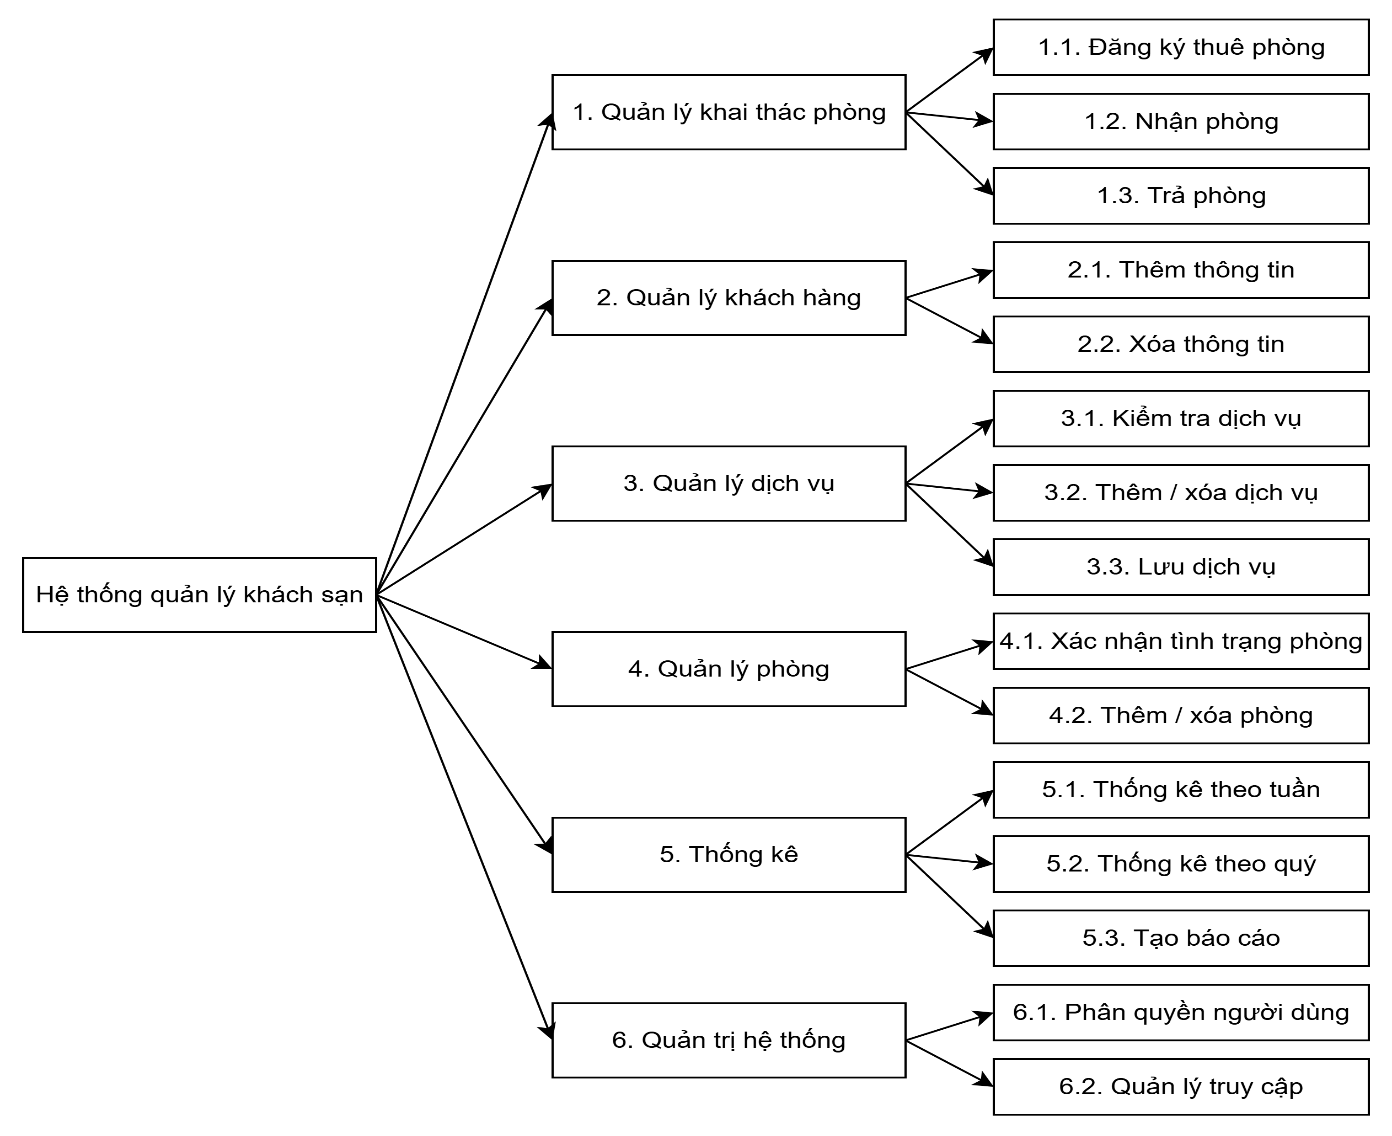 Hệ thống quản lý khách sạn
1. Quản lý khai thác phòng
1.1. Đăng ký thuê phòng
1.2. Nhận phòng
1.3. Trả phòng
2. Quản lý khách hàng
2.1. Thêm thông tin
2.2. Xóa thông tin
3. Quản lý dịch vụ
3.1. Kiểm tra dịch vụ
3.2. Thêm / xóa dịch vụ
3.3. Lưu dịch vụ
4. Quản lý phòng
4.1. Xác nhận tình trạng phòng
4.2. Thêm / xóa phòng
5. Thống kê
5.1. Thống kê theo tuần
5.2. Thống kê theo quý
5.3. Tạo báo cáo
6. Quản trị hệ thống
6.1. Phân quyền người dùng
6.2. Quản lý truy cập